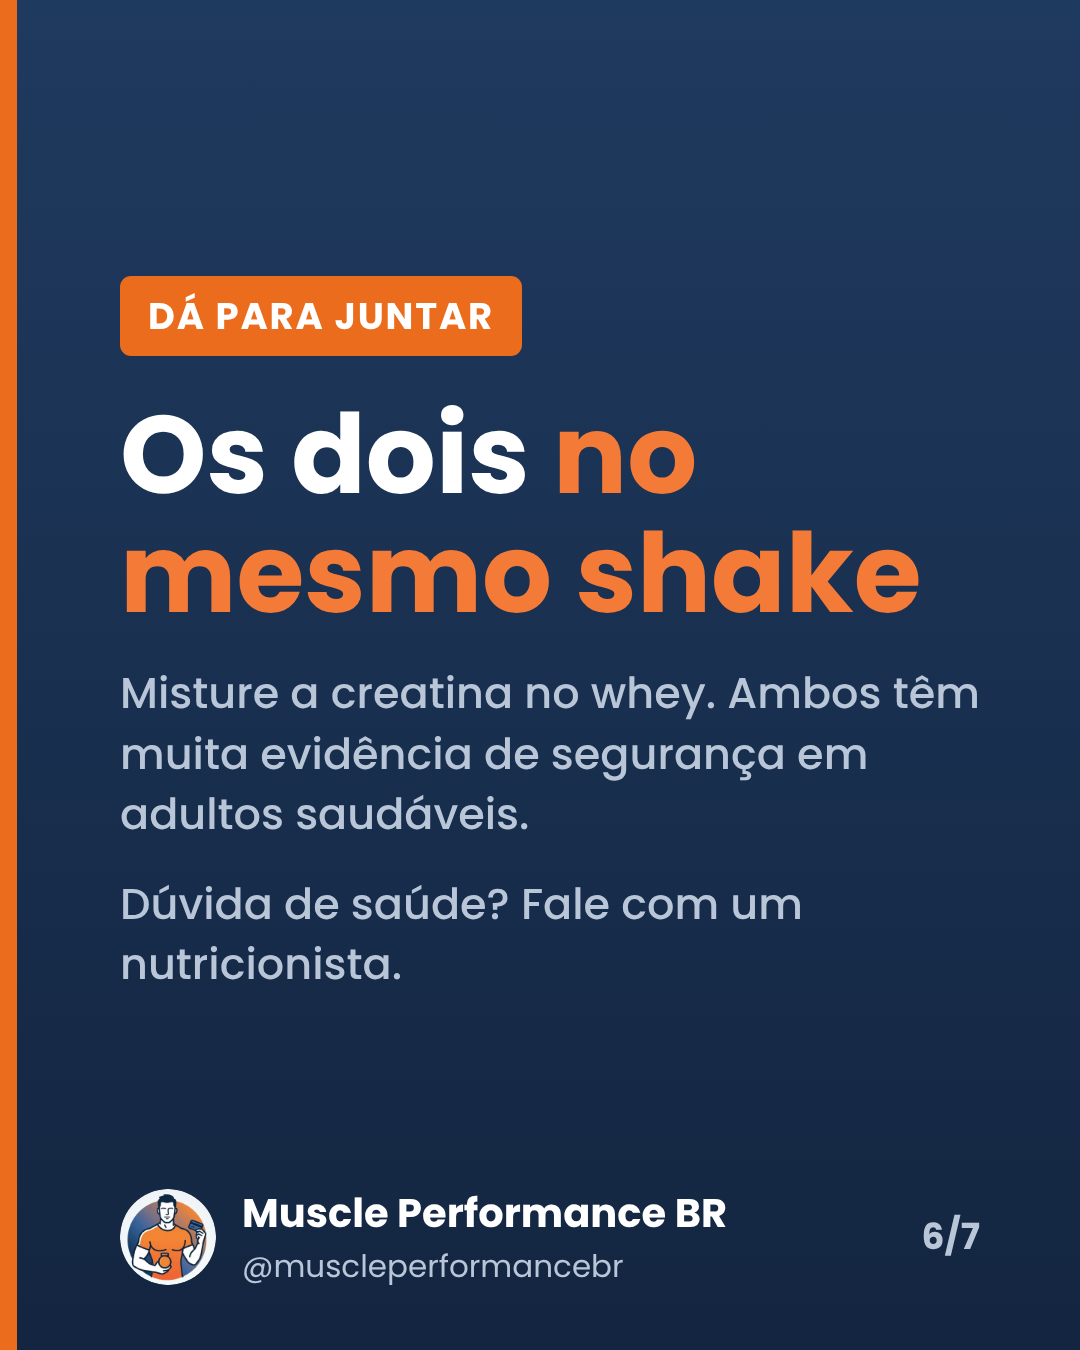 DÁ PARA JUNTAR
Os dois no
mesmo shake
Misture a creatina no whey. Ambos têm
muita evidência de segurança em
adultos saudáveis.
Dúvida de saúde? Fale com um
nutricionista.
Muscle Performance BR
@muscleperformancebr
6/7